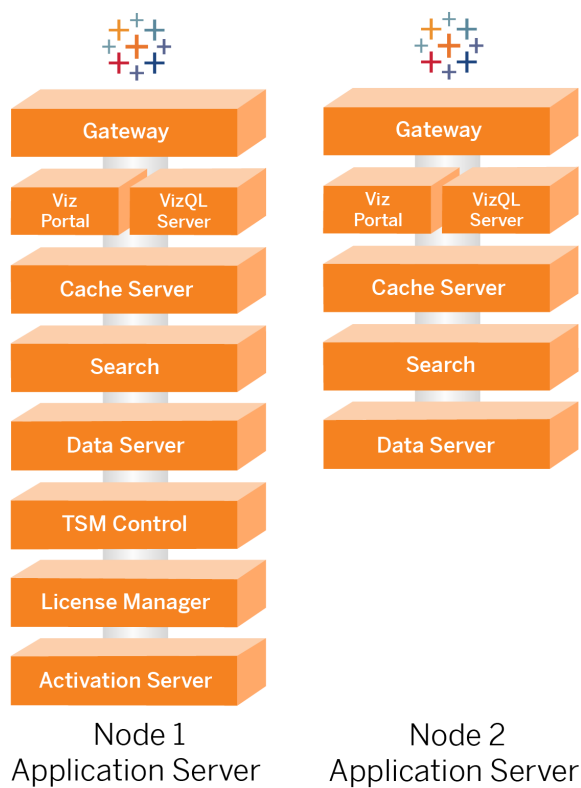 Gateway
Viz
Portal
VizQL
Server
Cache Server
Search
Data Server
TSM Control
License Manager
Activation Server
Node 1
Application Server
Gateway
Viz
Portal
VizQL
Server
Cache Server
Search
Data Server
Node 2
Application Server